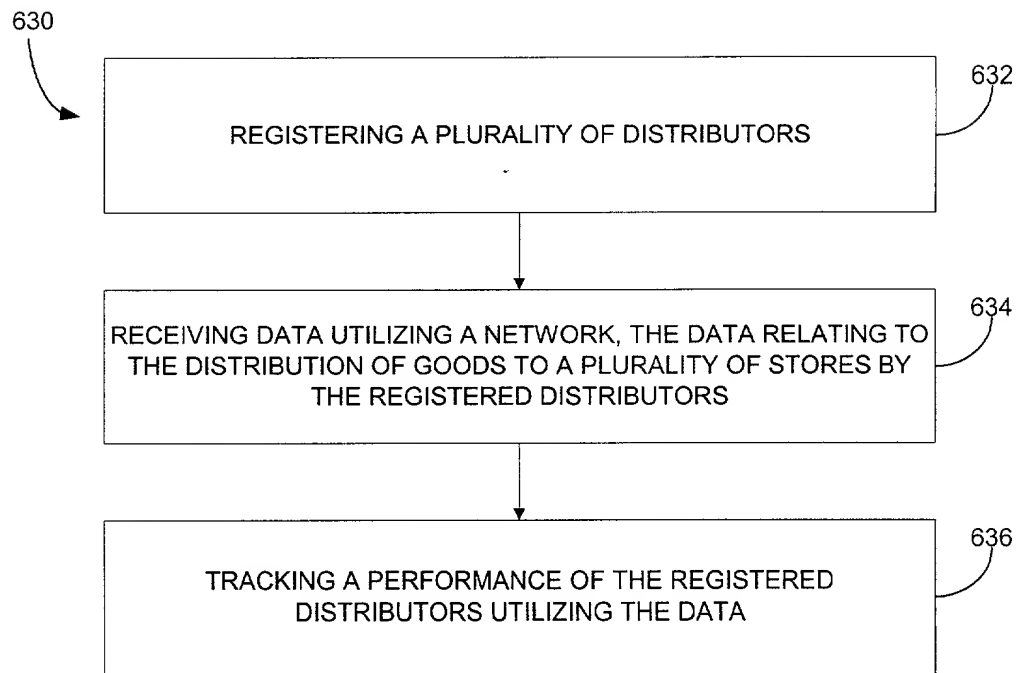 630
632
REGISTERING A PLURALITY OF DISTRIBUTORS
634
RECEIVING DATA UTILIZING A NETWORK, THE DATA RELATING TO
THE DISTRIBUTION OF GOODS TO A PLURALITY OF STORES BY
THE REGISTERED DISTRIBUTORS
636
TRACKING A PERFORMANCE OF THE REGISTERED
DISTRIBUTORS UTILIZING THE DATA